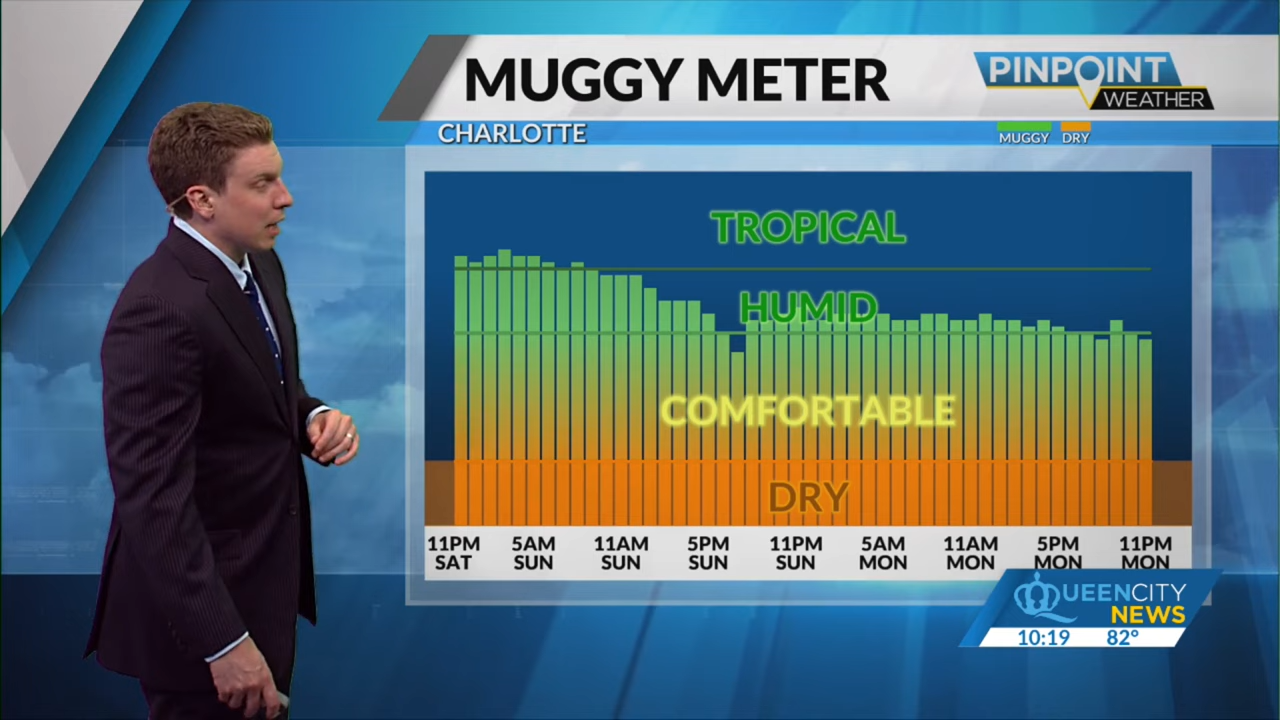 MUGGY METER
PINPOINT
WEATHER
CHARLOTTE
MUGGY DRY
TROPICAL
HUMID
COMFORTABLE
DRY
11PM 5AM 11AM 5PM 11PM 5AM 11AM 5PM 11PM
SAT SUN SUN SUN SUN MON MON MON MON
QUEENCITY
NEWS
10:19 82°